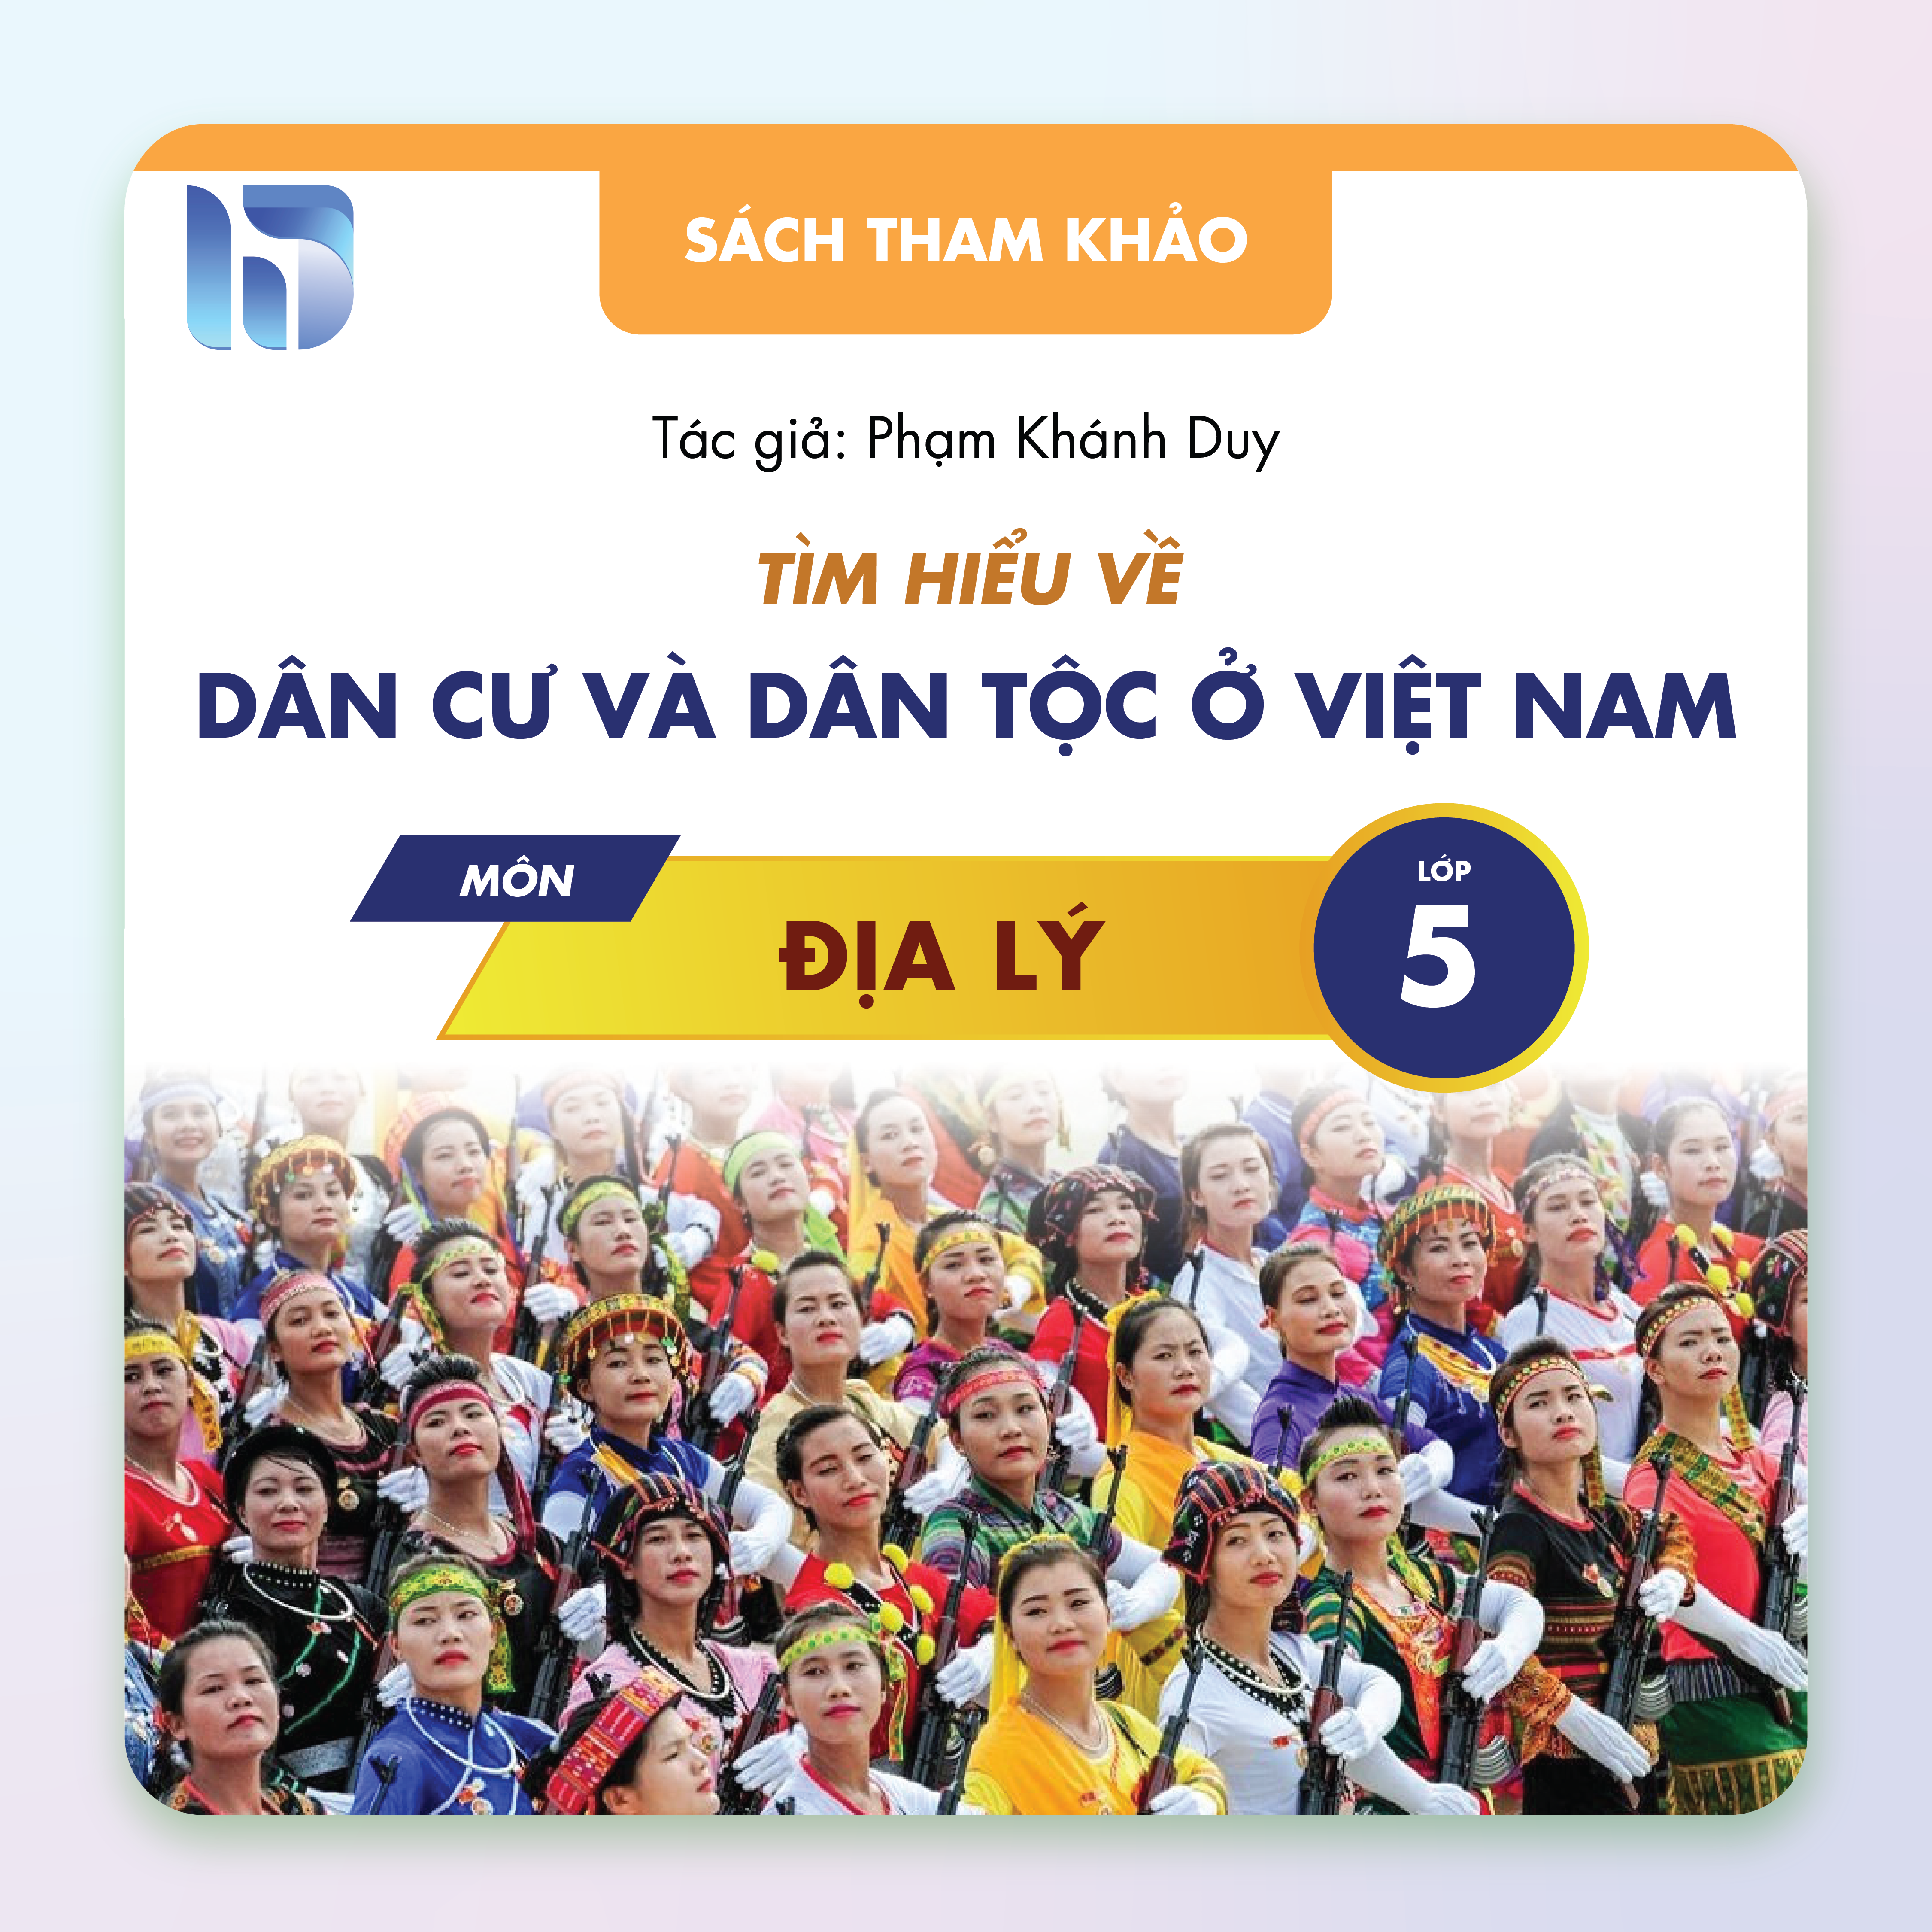 SÁCH THAM KHẢO
Tác giả: Phạm Khánh Duy
TÌM HIỂU VỀ
DÂN CƯ VÀ DÂN TỘC Ở VIỆT NAM
MÔN
ĐỊA LÝ
LỚP
5